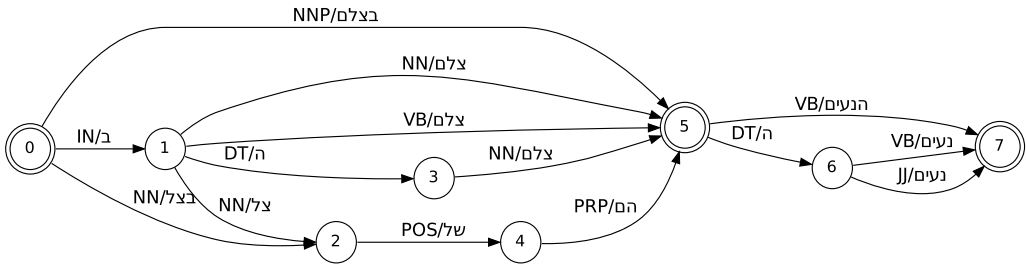 בצלם/NNP
צלם/NN
הנעים/VB
צלם/VB
5
ה/DT
נעים/VB
7
ב/IN
0
1
ה/DT
צלם/NN
6
3
נעים/JJ
בצל/NN
צל/NN
הם/PRP
של/POS
2
4